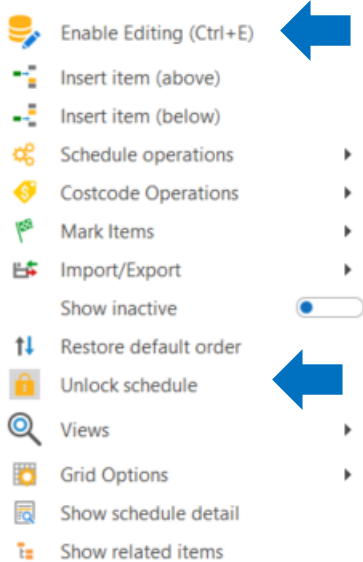 Enable Editing (Ctrl+E)
Insert item (above)
Insert item (below)
Schedule operations
Costcode Operations
Mark Items
Import/Export
Show inactive
Restore default order
Unlock schedule
Views
Grid Options
Show schedule detail
Show related items